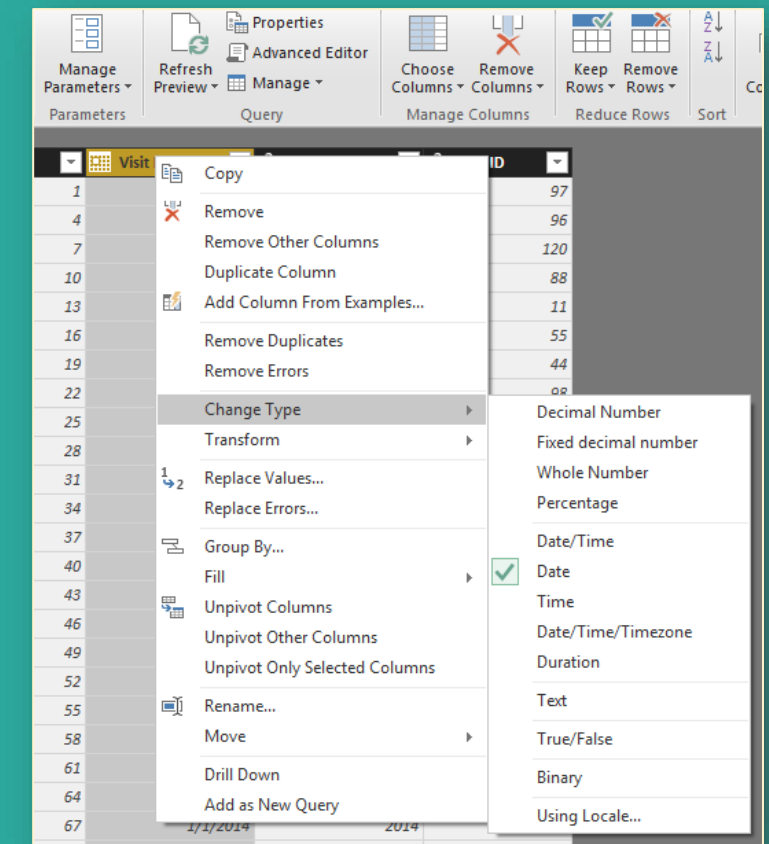 Manage
Parameters
Parameters
Refresh
Preview
Properties
Advanced Editor
Manage
Query
Choose
Columns
Remove
Columns
Manage Columns
Keep
Rows
Remove
Rows
Reduce Rows
A
Z
Z
A
Sort
Visit
ID
1
97
4
96
7
120
10
88
13
11
16
55
19
44
22
98
25
28
31
34
37
40
43
46
49
52
55
58
61
64
67
1/1/2014
2014
Copy
Remove
Remove Other Columns
Duplicate Column
Add Column From Examples...
Remove Duplicates
Remove Errors
Change Type
Transform
1
2
Replace Values...
Replace Errors...
Group By...
Fill
Unpivot Columns
Unpivot Other Columns
Unpivot Only Selected Columns
Rename...
Move
Drill Down
Add as New Query
Decimal Number
Fixed decimal number
Whole Number
Percentage
Date/Time
Date
Time
Date/Time/Timezone
Duration
Text
True/False
Binary
Using Locale...